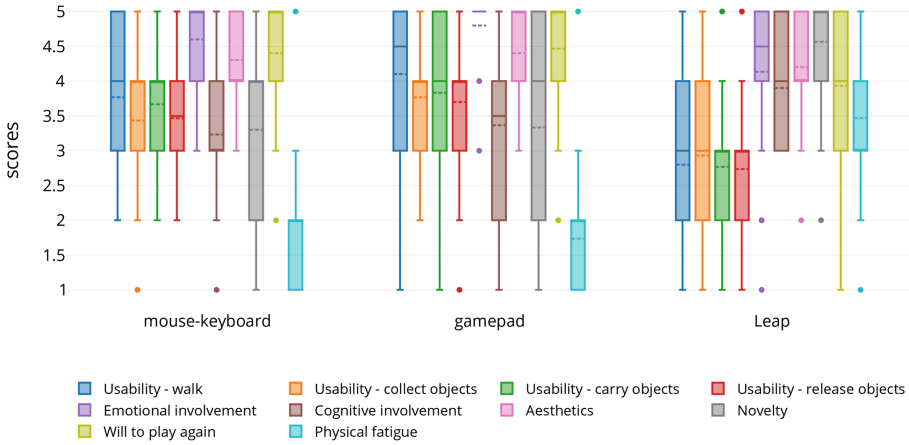 scores
5
4.5
4
3.5
3
2.5
2
1.5
1
mouse-keyboard gamepad Leap
Usability - walk Usability - collect objects Usability - carry objects Usability - release objects
Emotional involvement Cognitive involvement Aesthetics Novelty
Will to play again Physical fatigue